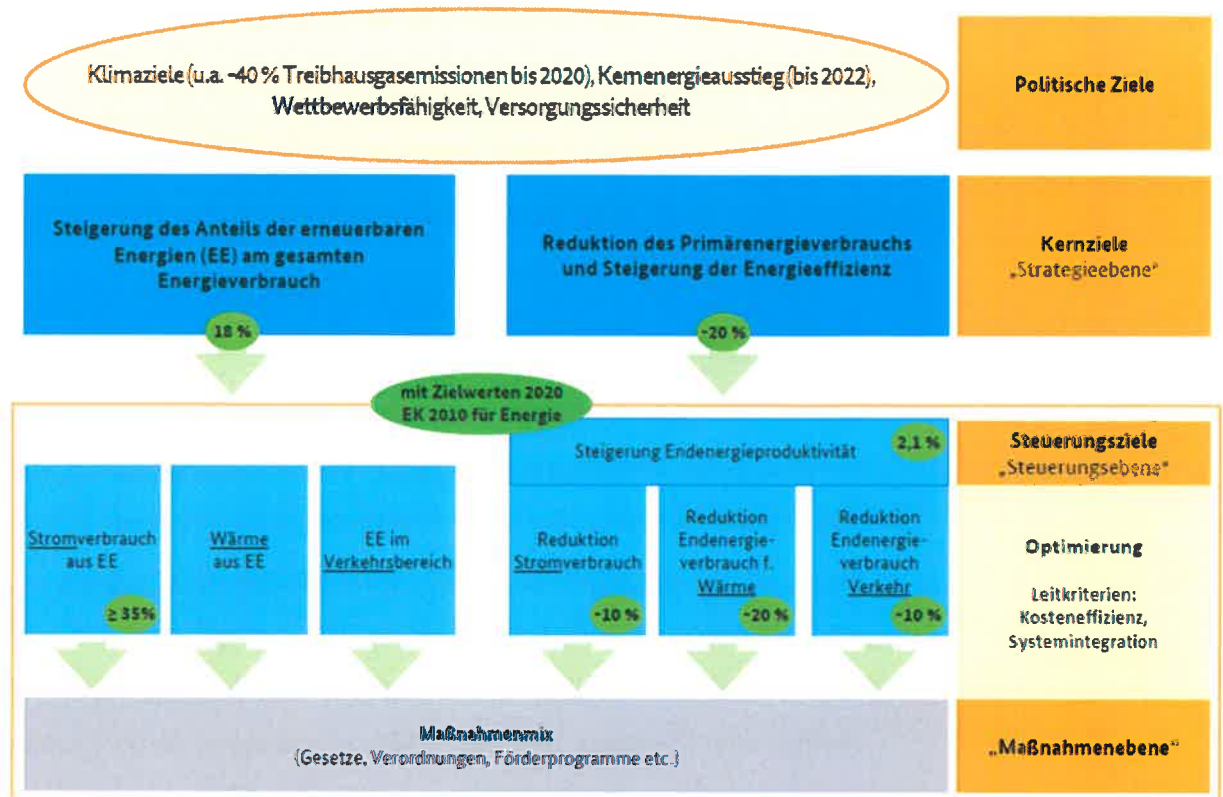 Klimaziele (u.a. -40 % Treibhausgasemissionen bis 2020), Kernenergieausstieg (bis 2022),
Wettbewerbsfähigkeit, Versorgungssicherheit
Politische Ziele
Steigerung des Anteils der erneuerbaren
Energien (EE) am gesamten
Energieverbrauch
18 %
Reduktion des Primärenergieverbrauchs
und Steigerung der Energieeffizienz
-20 %
Kernziele
„Strategieebene“
mit Zielwerten 2020
EK 2010 für Energie
Steigerung Endenergieproduktivität
2,1 %
Steuerungsziele
„Steuerungsebene“
Stromverbrauch
aus EE
≥ 35%
Wärme
aus EE
EE im
Verkehrsbereich
Reduktion
Stromverbrauch
-10 %
Reduktion
Endenergie-
verbrauch f.
Wärme
-20 %
Reduktion
Endenergie-
verbrauch
Verkehr
-10 %
Optimierung
Leitkriterien:
Kosteneffizienz,
Systemintegration
Maßnahmenmix
(Gesetze, Verordnungen, Förderprogramme etc.)
„Maßnahmenebene“